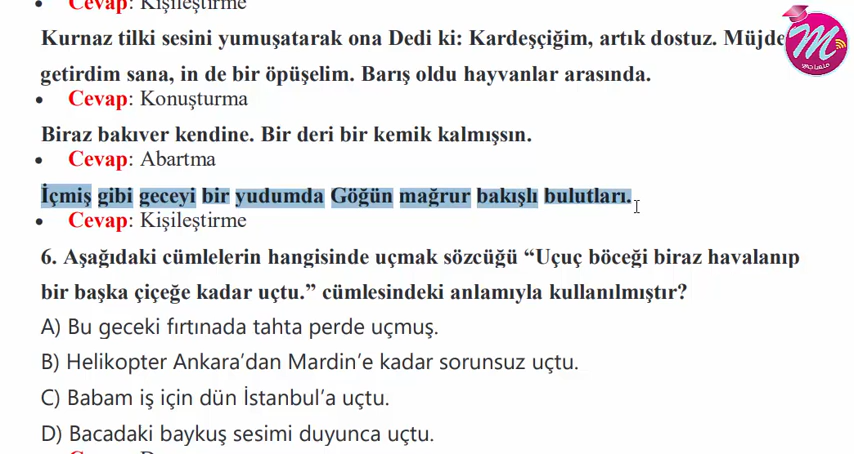 Cevap: Kişileştirme
Kurnaz tilki sesini yumuşatarak ona Dedi ki: Kardeşçiğim, artık dostuz. Müjde
getirdim sana, in de bir öpüşelim. Barış oldu hayvanlar arasında.
Cevap: Konuşturma
Biraz bakıver kendine. Bir deri bir kemik kalmışsın.
Cevap: Abartma
İçmiş gibi geceyi bir yudumda Göğün mağrur bakışlı bulutları.
Cevap: Kişileştirme
6. Aşağıdaki cümlelerin hangisinde uçmak sözcüğü “Uçuç böceği biraz havalanıp
bir başka çiçeğe kadar uçtu.” cümlesindeki anlamıyla kullanılmıştır?
A) Bu geceki fırtınada tahta perde uçmuş.
B) Helikopter Ankara’dan Mardin’e kadar sorunsuz uçtu.
C) Babam iş için dün İstanbul’a uçtu.
D) Bacadaki baykuş sesimi duyunca uçtu.